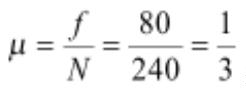 μ = f/N = 80/240 = 1/3